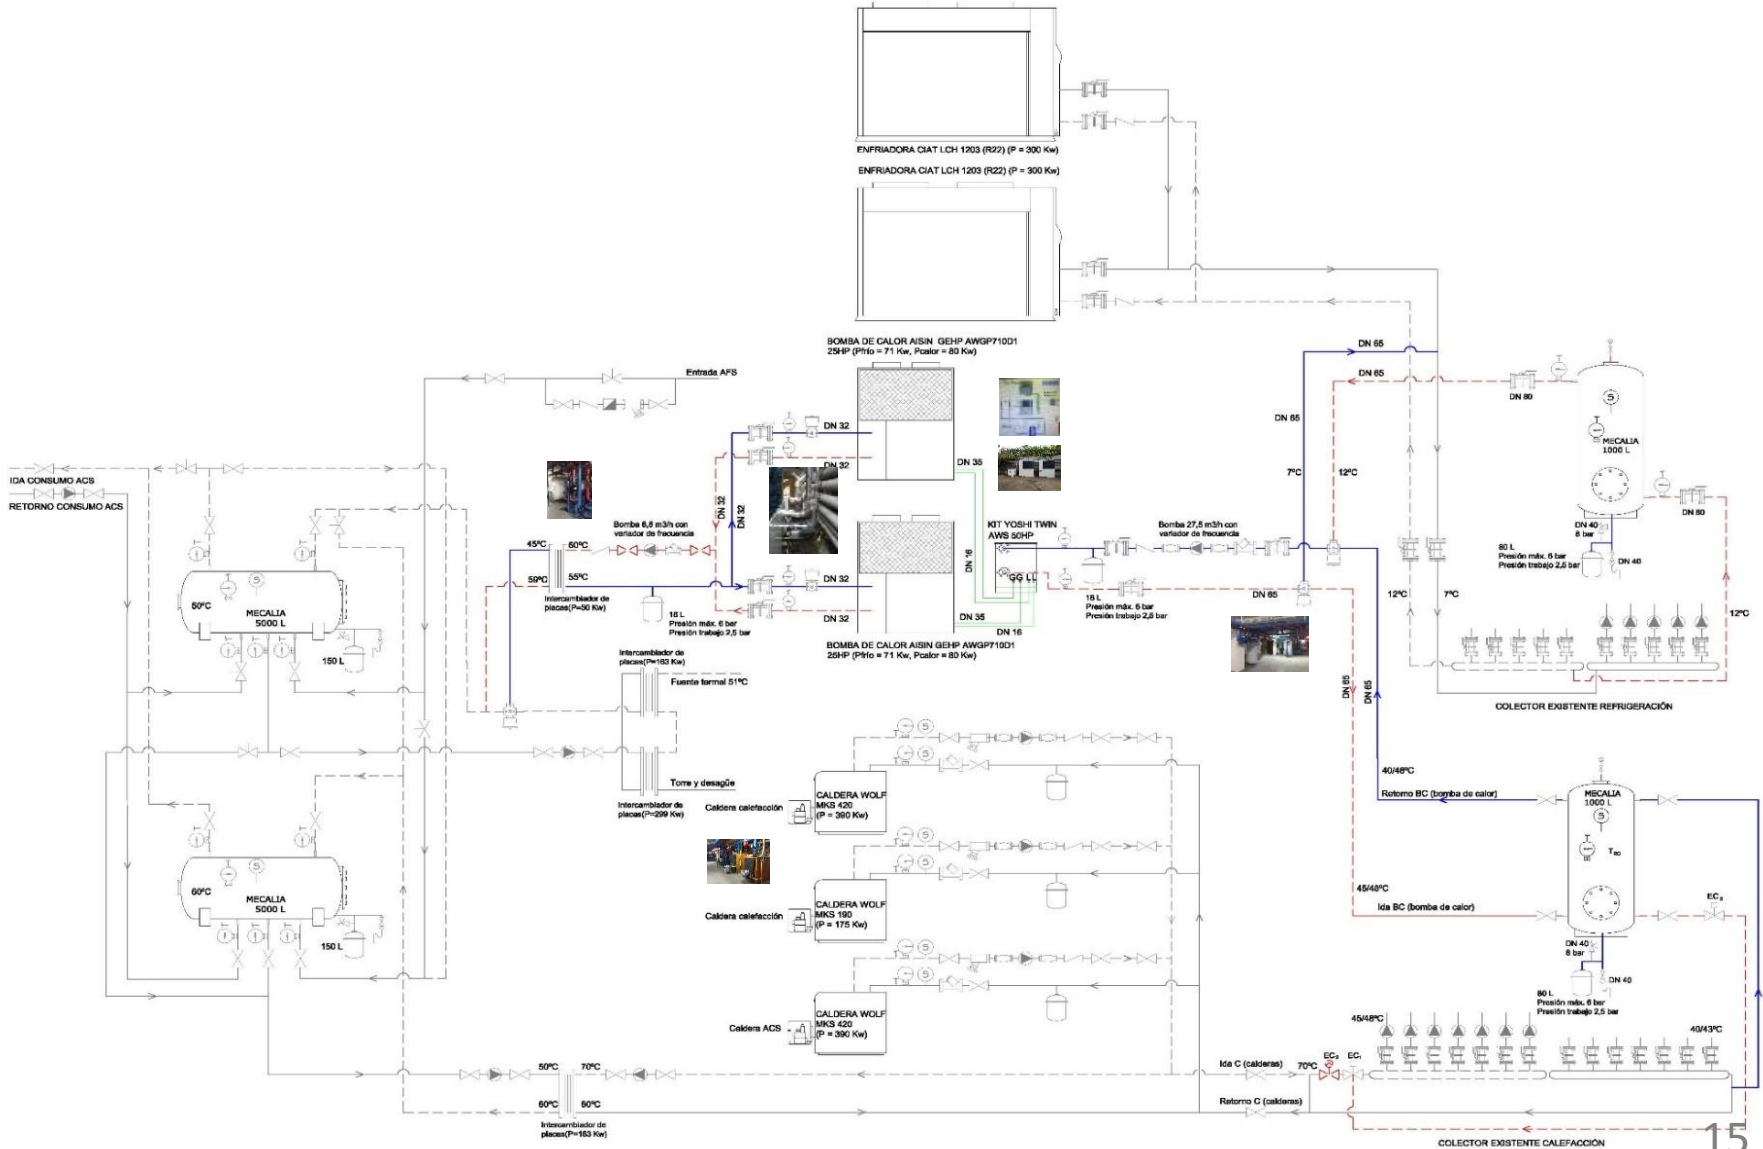 ENFRIADORA CIAT LCH 1203 (R22) (P = 300 Kw)
ENFRIADORA CIAT LCH 1203 (R22) (P = 300 Kw)
BOMBA DE CALOR AISIN GEHP AWGP710D1
25HP (Pfrío = 71 Kw, Pcalor = 80 Kw)
Entrada AFS
DN 32
DN 32
DN 32
DN 32
DN 35
DN 16
IDA CONSUMO ACS
RETORNO CONSUMO ACS
Bomba 6,8 m3/h con
variador de frecuencia
45ºC
60ºC
59ºC
55ºC
Intercambiador de
placas(P=50 Kw)
18 L
Presión máx. 6 bar
Presión trabajo 2,5 bar
DN 32
DN 32
DN 35
DN 16
BOMBA DE CALOR AISIN GEHP AWGP710D1
25HP (Pfrío = 71 Kw, Pcalor = 80 Kw)
KIT YOSHI TWIN
AWS 50HP
GG LL
Bomba 27,5 m3/h con
variador de frecuencia
18 L
Presión máx. 6 bar
Presión trabajo 2,5 bar
DN 65
DN 65
DN 65
DN 65
7ºC
12ºC
DN 80
S
MECALIA
1000 L
DN 80
DN 40
8 bar
DN 40
80 L
Presión máx. 6 bar
Presión trabajo 2,5 bar
12ºC
7ºC
12ºC
COLECTOR EXISTENTE REFRIGERACIÓN
50ºC
S
MECALIA
5000 L
150 L
Intercambiador de
placas(P=163 Kw)
Fuente termal 51ºC
Torre y desagüe
Intercambiador de
placas(P=299 Kw)
60ºC
S
MECALIA
5000 L
150 L
Caldera calefacción
CALDERA WOLF
MKS 420
(P = 390 Kw)
S
S
Caldera calefacción
CALDERA WOLF
MKS 190
(P = 175 Kw)
S
S
Caldera ACS
CALDERA WOLF
MKS 420
(P = 390 Kw)
S
S
DN 65
DN 65
40/48ºC
Retorno BC (bomba de calor)
45/48ºC
Ida BC (bomba de calor)
MECALIA
1000 L
S
DN 40
8 bar
DN 40
80 L
Presión máx. 6 bar
Presión trabajo 2,5 bar
45/48ºC
40/43ºC
50ºC
70ºC
60ºC
60ºC
Intercambiador de
placas(P=163 Kw)
Ida C (calderas)
70ºC
Retorno C (calderas)
COLECTOR EXISTENTE CALEFACCIÓN
15